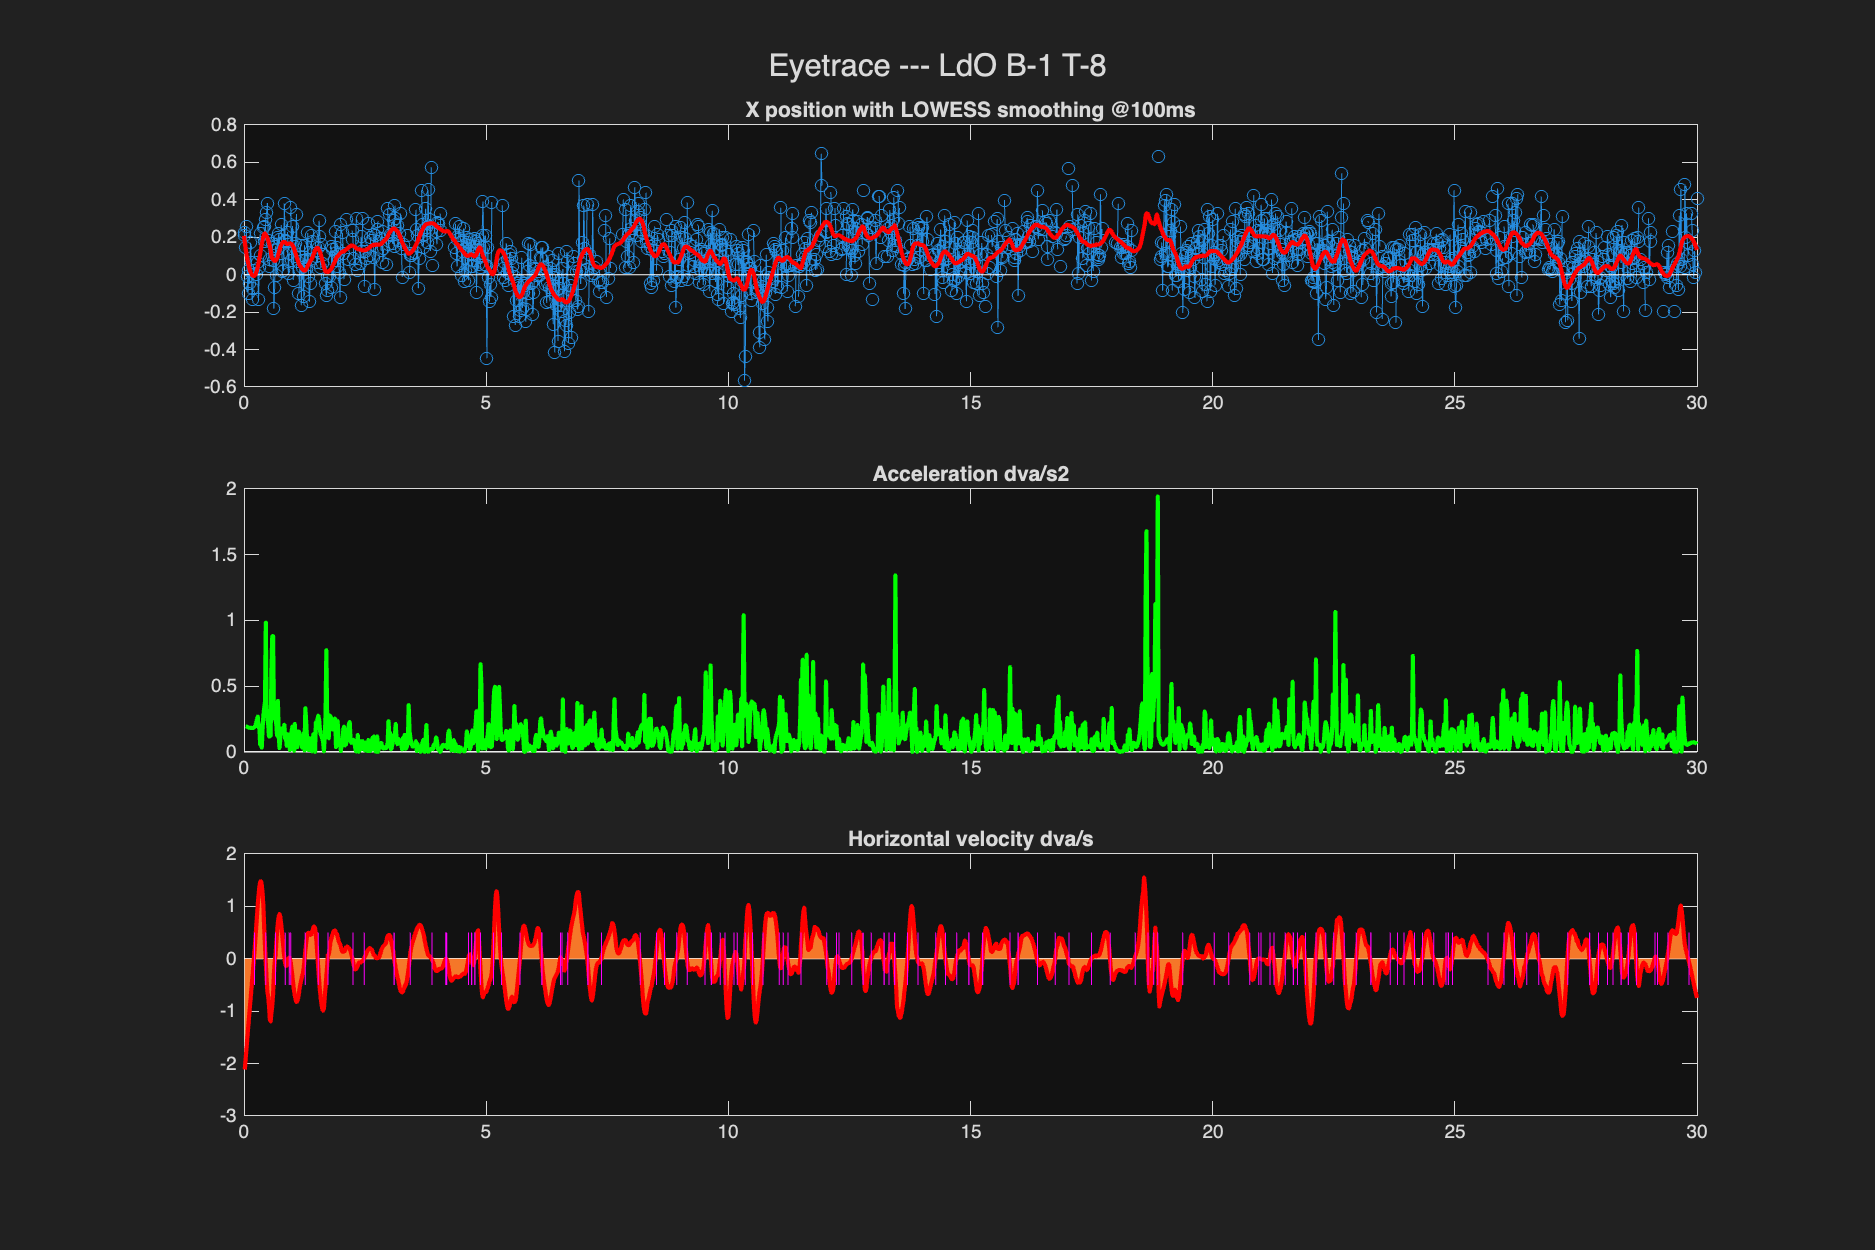 Eyetrace --- LdO B-1 T-8
X position with LOWESS smoothing @100ms
0.8
0.6
0.4
0.2
0
-0.2
-0.4
-0.6
0 5 10 15 20 25 30
Acceleration dva/s2
2
1.5
1
0.5
0
0 5 10 15 20 25 30
Horizontal velocity dva/s
2
1
0
-1
-2
-3
0 5 10 15 20 25 30